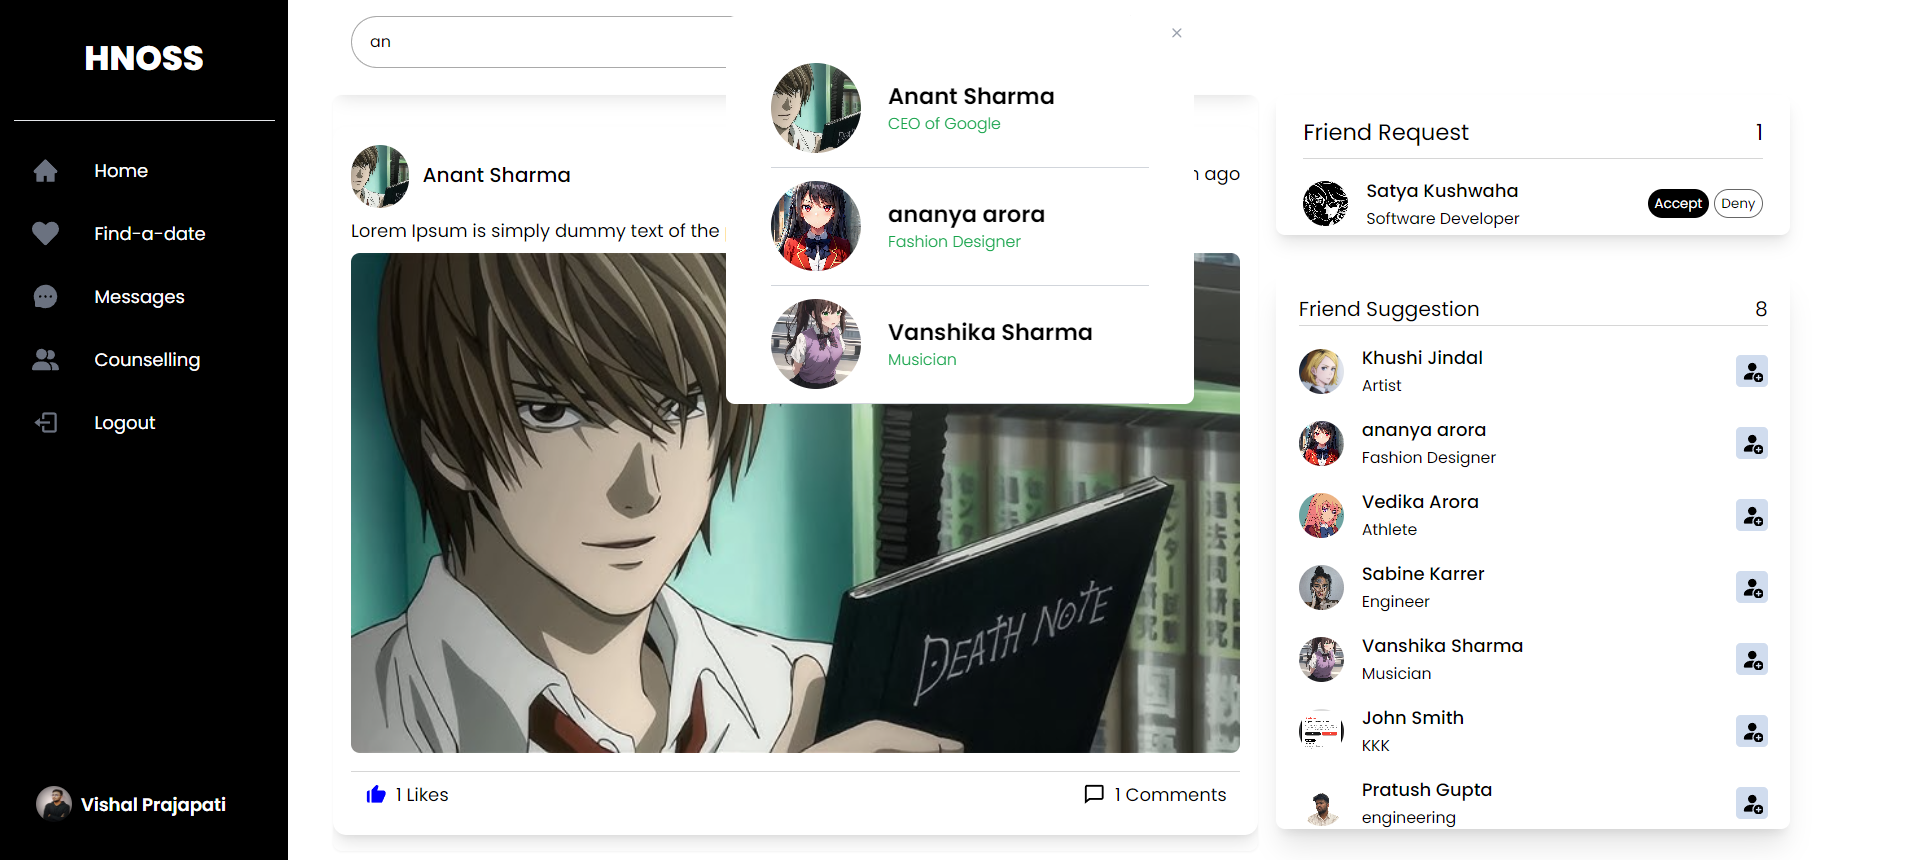 HNOSS
Home
Find-a-date
Messages
Counselling
Logout
Vishal Prajapati
an
×
Anant Sharma
CEO of Google
ananya arora
Fashion Designer
Vanshika Sharma
Musician
Anant Sharma
ago
Lorem Ipsum is simply dummy text of the
DEATH NOTE
1 Likes
1 Comments
Friend Request 1
Satya Kushwaha
Software Developer
Accept Deny
Friend Suggestion 8
Khushi Jindal
Artist
ananya arora
Fashion Designer
Vedika Arora
Athlete
Sabine Karrer
Engineer
Vanshika Sharma
Musician
John Smith
KKK
Pratush Gupta
engineering